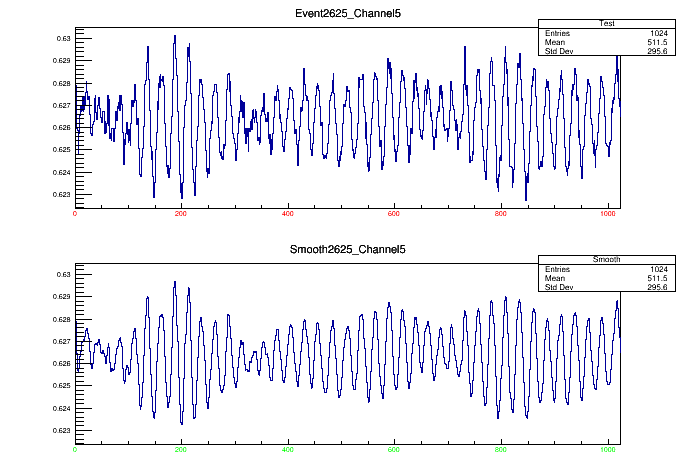 Event2625_Channel5
Test
Entries 1024
Mean 511.5
Std Dev 295.6
0.63
0.629
0.628
0.627
0.626
0.625
0.624
0.623
0 200 400 600 800 1000
Smooth2625_Channel5
Smooth
Entries 1024
Mean 511.5
Std Dev 295.6
0.63
0.629
0.628
0.627
0.626
0.625
0.624
0.623
0 200 400 600 800 1000